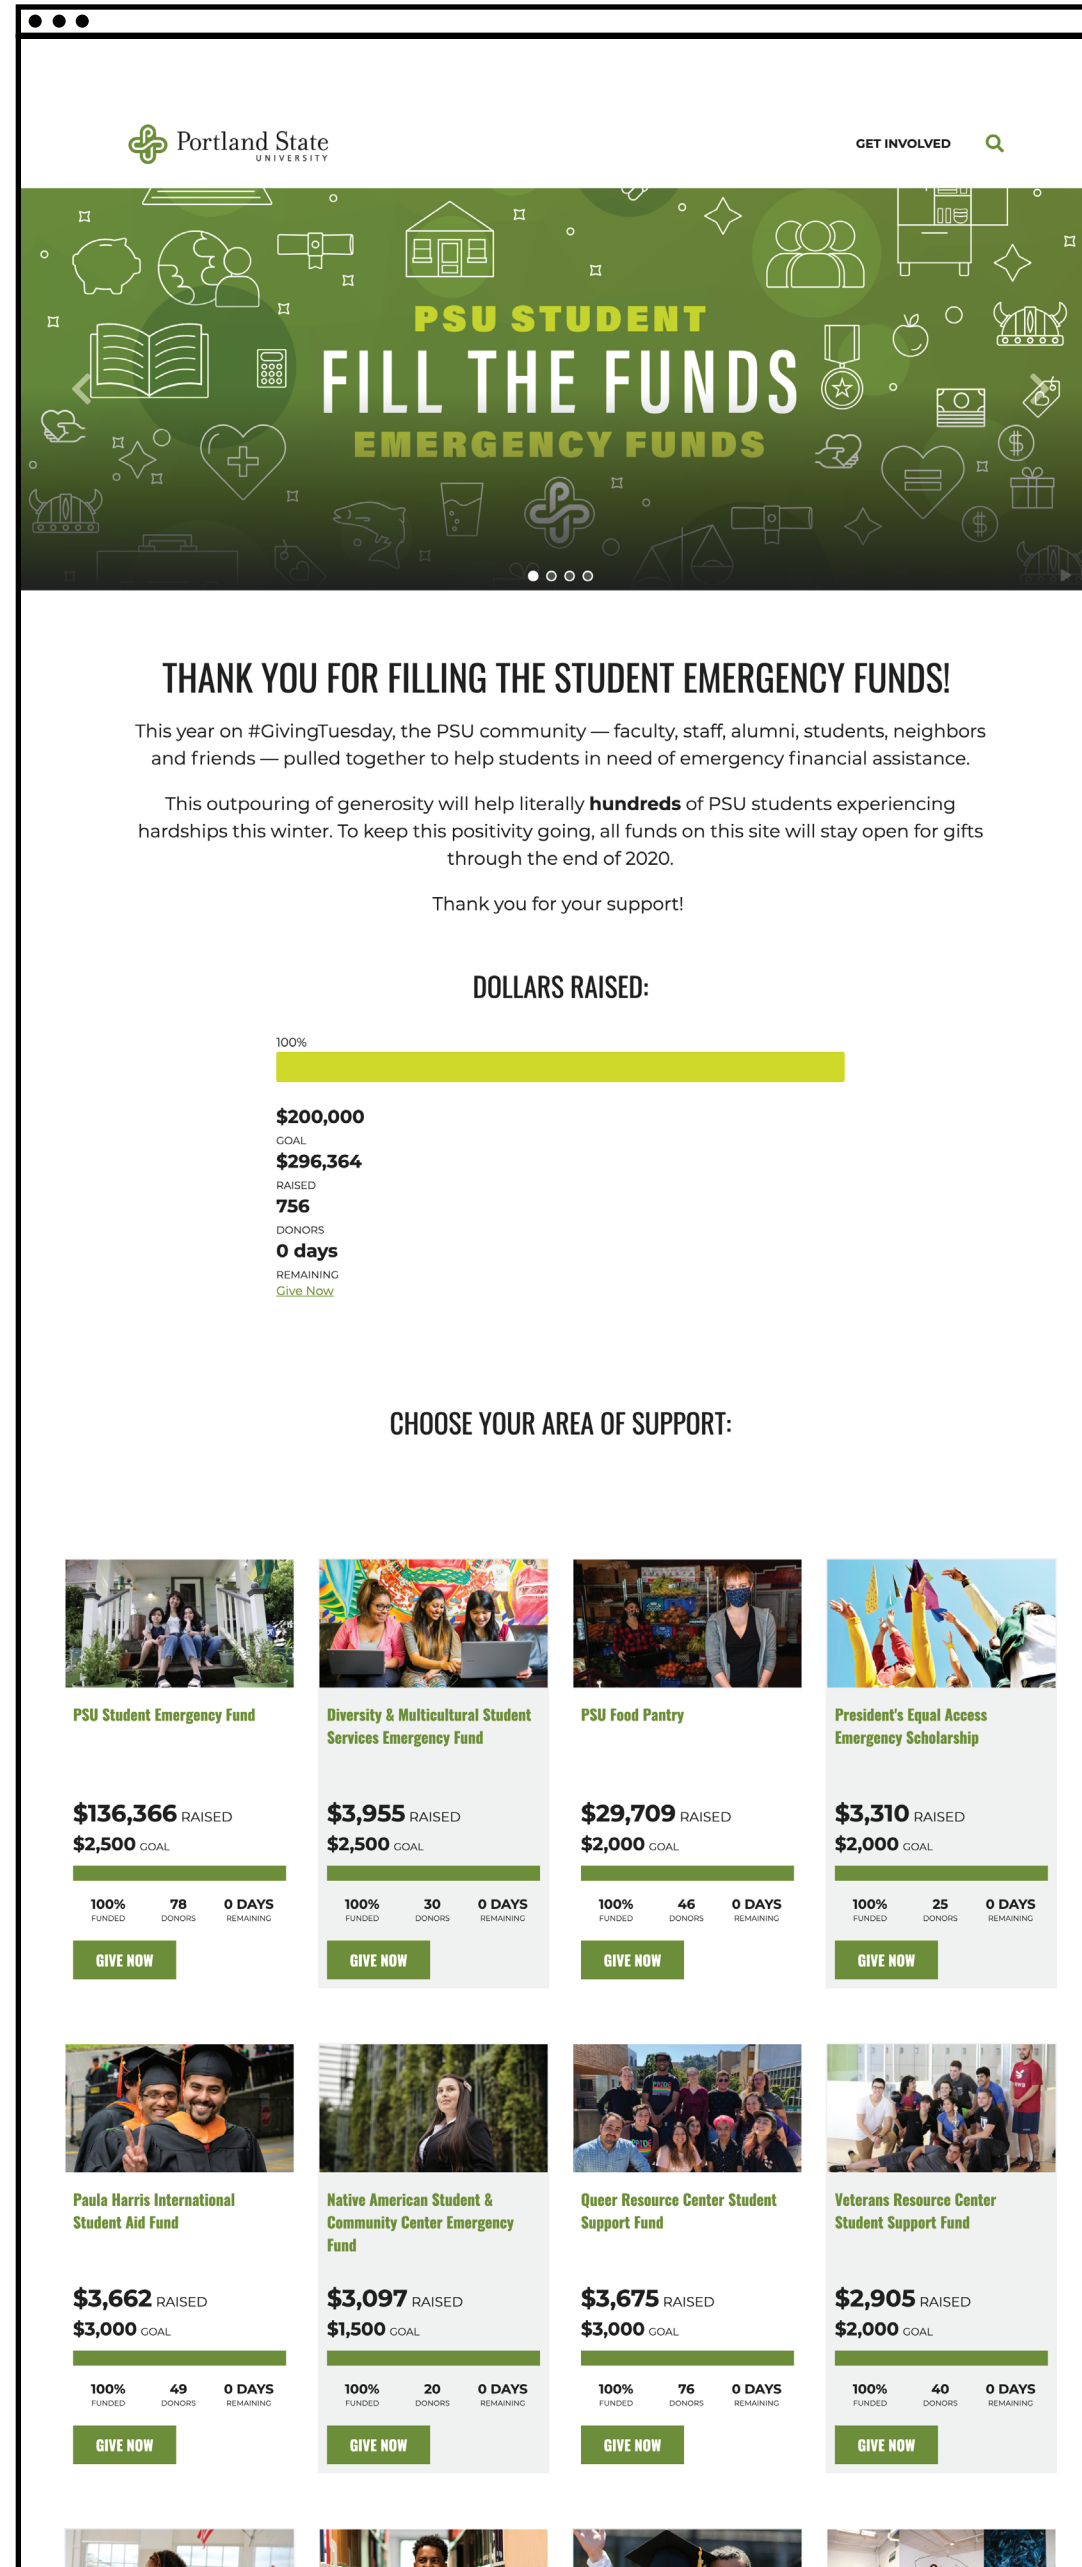 Portland State
UNIVERSITY
GET INVOLVED
PSU STUDENT
FILL THE FUNDS
EMERGENCY FUNDS
THANK YOU FOR FILLING THE STUDENT EMERGENCY FUNDS!
This year on #GivingTuesday, the PSU community — faculty, staff, alumni, students, neighbors
and friends — pulled together to help students in need of emergency financial assistance.
This outpouring of generosity will help literally hundreds of PSU students experiencing
hardships this winter. To keep this positivity going, all funds on this site will stay open for gifts
through the end of 2020.
Thank you for your support!
DOLLARS RAISED:
100%
$200,000
GOAL
$296,364
RAISED
756
DONORS
0 days
REMAINING
Give Now
CHOOSE YOUR AREA OF SUPPORT:
PSU Student Emergency Fund
$136,366 RAISED
$2,500 GOAL
100% 78 0 DAYS
FUNDED DONORS REMAINING
GIVE NOW
Diversity & Multicultural Student
Services Emergency Fund
$3,955 RAISED
$2,500 GOAL
100% 30 0 DAYS
FUNDED DONORS REMAINING
GIVE NOW
PSU Food Pantry
$29,709 RAISED
$2,000 GOAL
100% 46 0 DAYS
FUNDED DONORS REMAINING
GIVE NOW
President's Equal Access
Emergency Scholarship
$3,310 RAISED
$2,000 GOAL
100% 25 0 DAYS
FUNDED DONORS REMAINING
GIVE NOW
Paula Harris International
Student Aid Fund
$3,662 RAISED
$3,000 GOAL
100% 49 0 DAYS
FUNDED DONORS REMAINING
GIVE NOW
Native American Student &
Community Center Emergency
Fund
$3,097 RAISED
$1,500 GOAL
100% 20 0 DAYS
FUNDED DONORS REMAINING
GIVE NOW
PRIDE
PRIDE
Queer Resource Center Student
Support Fund
$3,675 RAISED
$3,000 GOAL
100% 76 0 DAYS
FUNDED DONORS REMAINING
GIVE NOW
Veterans Resource Center
Student Support Fund
$2,905 RAISED
$2,000 GOAL
100% 40 0 DAYS
FUNDED DONORS REMAINING
GIVE NOW